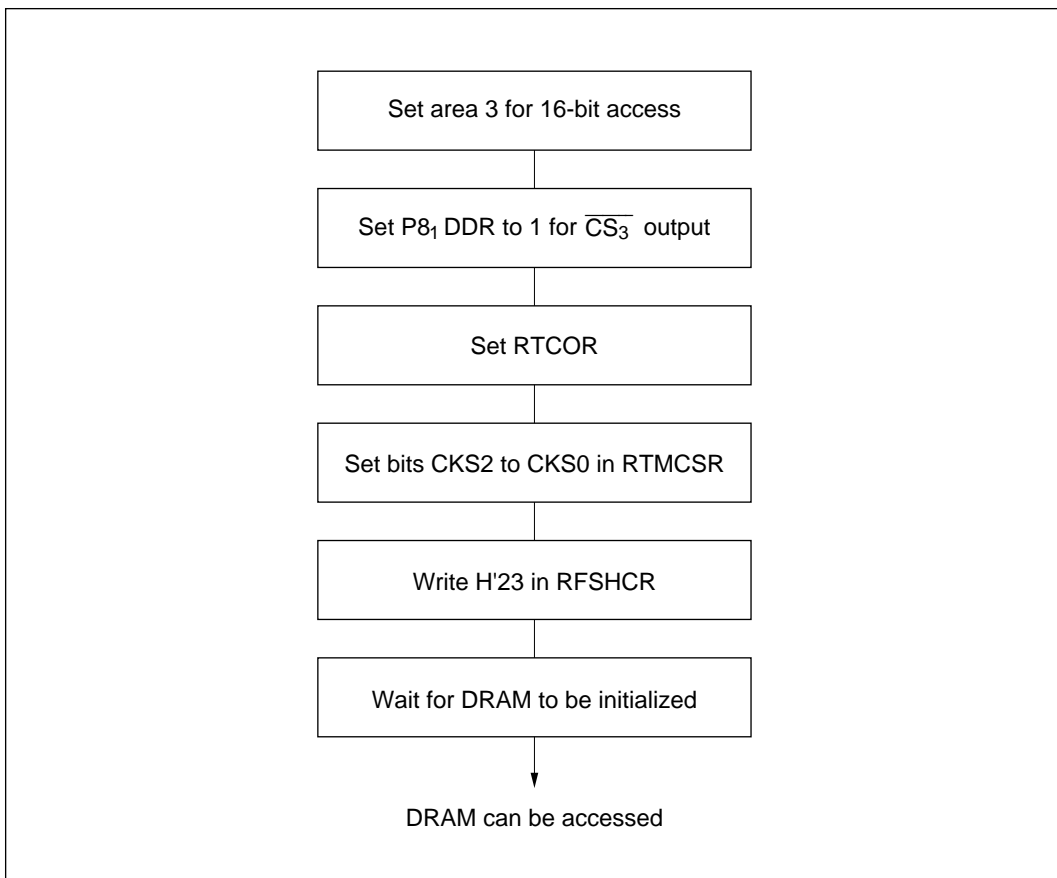 Set area 3 for 16-bit access
Set P8₁ DDR to 1 for C̅S̅₃̅ output
Set RTCOR
Set bits CKS2 to CKS0 in RTMCSR
Write H'23 in RFSHCR
Wait for DRAM to be initialized
DRAM can be accessed